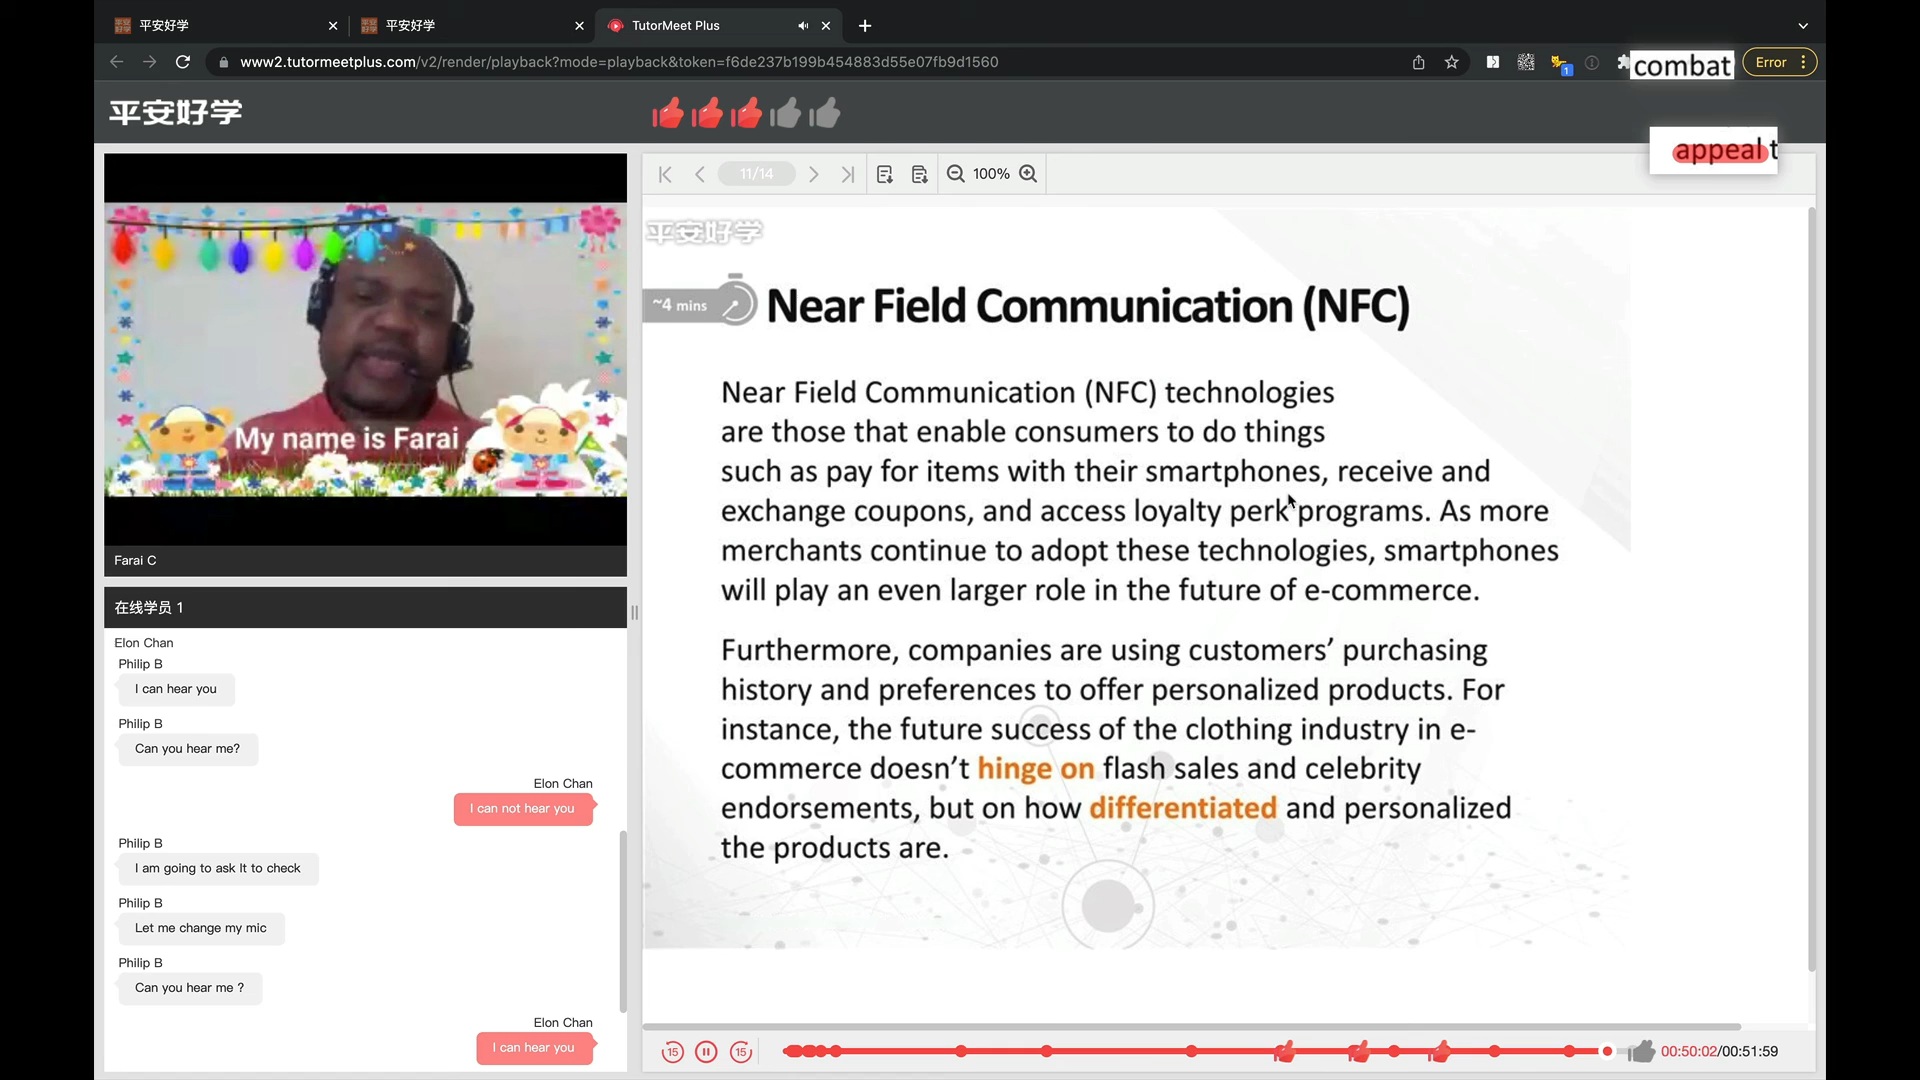 平安好学
平安好学
TutorMeet Plus
www2.tutormeetplus.com/v2/render/playback?mode=playback&token=f6de237b199b454883d55e07fb9d1560
1
combat
Error
平安好学
appeal t
11/14
100%
平安好学
~4 mins
Near Field Communication (NFC)
Near Field Communication (NFC) technologies
are those that enable consumers to do things
such as pay for items with their smartphones, receive and
exchange coupons, and access loyalty perk programs. As more
merchants continue to adopt these technologies, smartphones
will play an even larger role in the future of e-commerce.
Furthermore, companies are using customers’ purchasing
history and preferences to offer personalized products. For
instance, the future success of the clothing industry in e-
commerce doesn’t hinge on flash sales and celebrity
endorsements, but on how differentiated and personalized
the products are.
My name is Farai
Farai C
在线学员 1
Elon Chan
Philip B
I can hear you
Philip B
Can you hear me?
Elon Chan
I can not hear you
Philip B
I am going to ask It to check
Philip B
Let me change my mic
Philip B
Can you hear me ?
Elon Chan
I can hear you
15
15
00:50:02/00:51:59